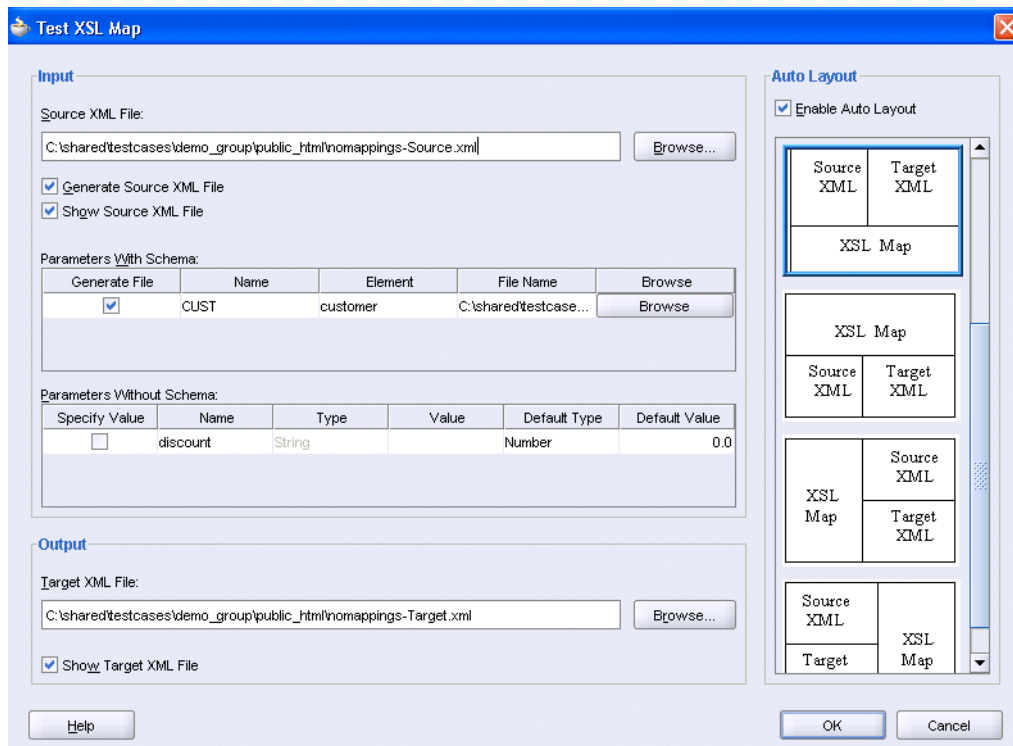 Test XSL Map
Input
Source XML File:
C:\shared\testcases\demo_group\public_html\nomappings-Source.xml
Browse...
Generate Source XML File
Show Source XML File
Parameters With Schema:
Generate File Name Element File Name Browse
CUST customer C:\shared\testcase... Browse
Parameters Without Schema:
Specify Value Name Type Value Default Type Default Value
discount String Number 0.0
Output
Target XML File:
C:\shared\testcases\demo_group\public_html\nomappings-Target.xml
Browse...
Show Target XML File
Auto Layout
Enable Auto Layout
Source Target
XML XML
XSL Map
XSL Map
Source Target
XML XML
Source
XML
XSL
Map
Target
XML
Source
XML
XSL
Target Map
Help
OK
Cancel